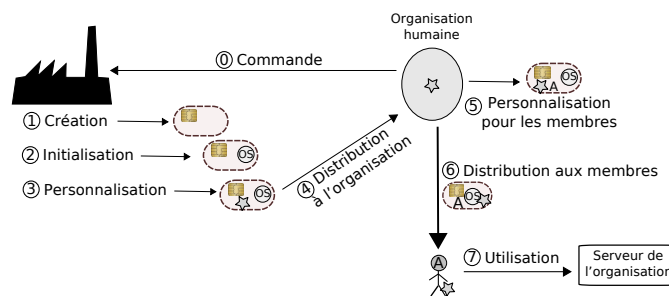 Organisation
humaine
⓪ Commande
OS
A
① Création
⑤ Personnalisation
pour les membres
② Initialisation
OS
③ Personnalisation
OS
④ Distribution
à l’organisation
⑥ Distribution aux membres
OS
A
⑦ Utilisation
Serveur de
l’organisation
A